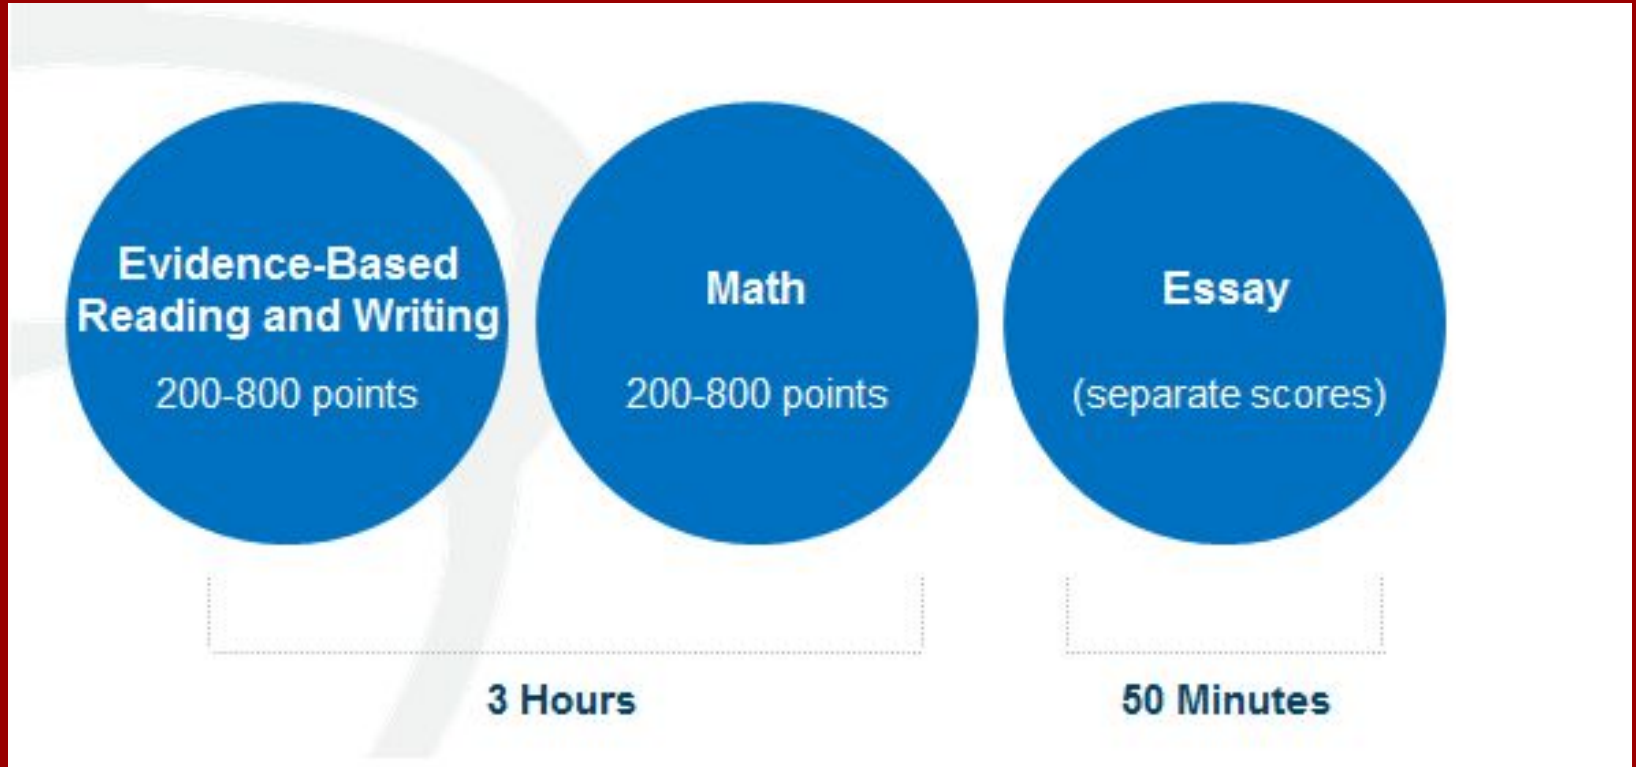 Evidence-Based
Reading and Writing
200-800 points
Math
200-800 points
Essay
(separate scores)
3 Hours
50 Minutes